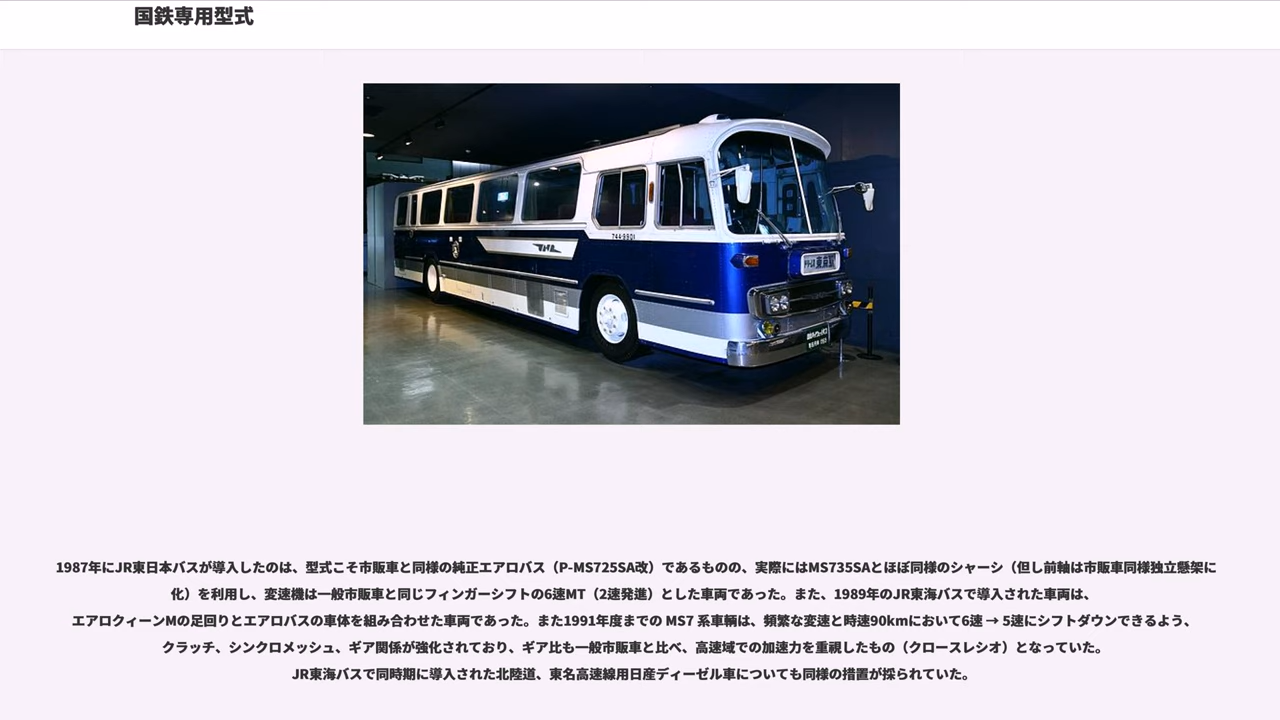 国鉄専用型式
744-9901
東京駅
1987年にJR東日本バスが導入したのは、型式こそ市販車と同様の純正エアロバス（P-MS725SA改）であるものの、実際にはMS735SAとほぼ同様のシャーシ（但し前軸は市販車同様独立懸架に
化）を利用し、変速機は一般市販車と同じフィンガーシフトの6速MT（2速発進）とした車両であった。また、1989年のJR東海バスで導入された車両は、
エアロクィーンMの足回りとエアロバスの車体を組み合わせた車両であった。また1991年度までの MS7 系車輌は、頻繁な変速と時速90kmにおいて6速 → 5速にシフトダウンできるよう、
クラッチ、シンクロメッシュ、ギア関係が強化されており、ギア比も一般市販車と比べ、高速域での加速力を重視したもの（クロースレシオ）となっていた。
JR東海バスで同時期に導入された北陸道、東名高速線用日産ディーゼル車についても同様の措置が採られていた。